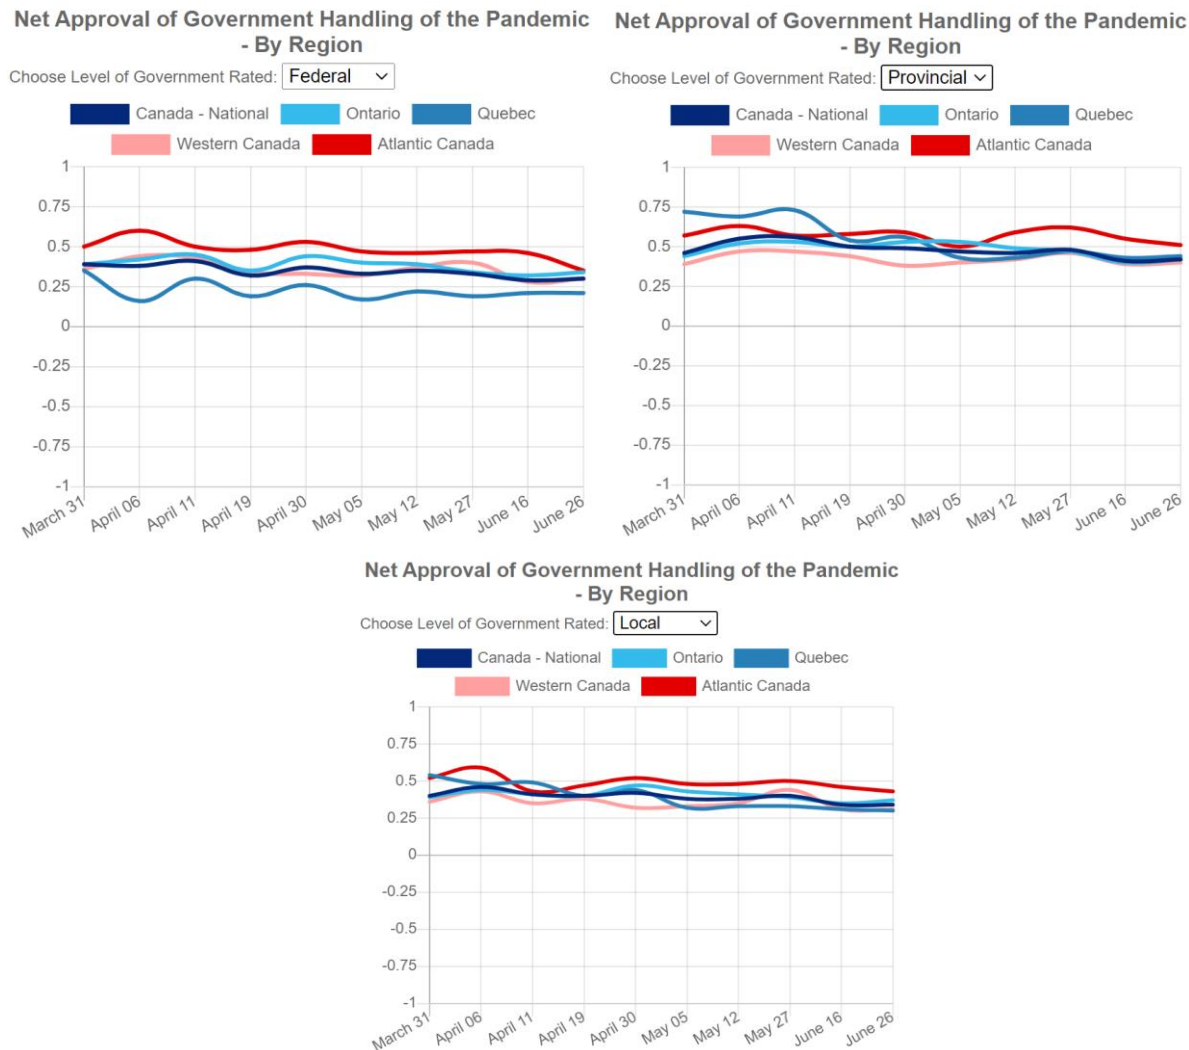 Net Approval of Government Handling of the Pandemic
- By Region
Choose Level of Government Rated: Federal
Canada - National Ontario Quebec
Western Canada Atlantic Canada
1
0.75
0.5
0.25
0
-0.25
-0.5
-0.75
-1
March 31 April 06 April 11 April 19 April 30 May 05 May 12 May 27 June 16 June 26
Net Approval of Government Handling of the Pandemic
- By Region
Choose Level of Government Rated: Provincial
Canada - National Ontario Quebec
Western Canada Atlantic Canada
1
0.75
0.5
0.25
0
-0.25
-0.5
-0.75
-1
March 31 April 06 April 11 April 19 April 30 May 05 May 12 May 27 June 16 June 26
Net Approval of Government Handling of the Pandemic
- By Region
Choose Level of Government Rated: Local
Canada - National Ontario Quebec
Western Canada Atlantic Canada
1
0.75
0.5
0.25
0
-0.25
-0.5
-0.75
-1
March 31 April 06 April 11 April 19 April 30 May 05 May 12 May 27 June 16 June 26